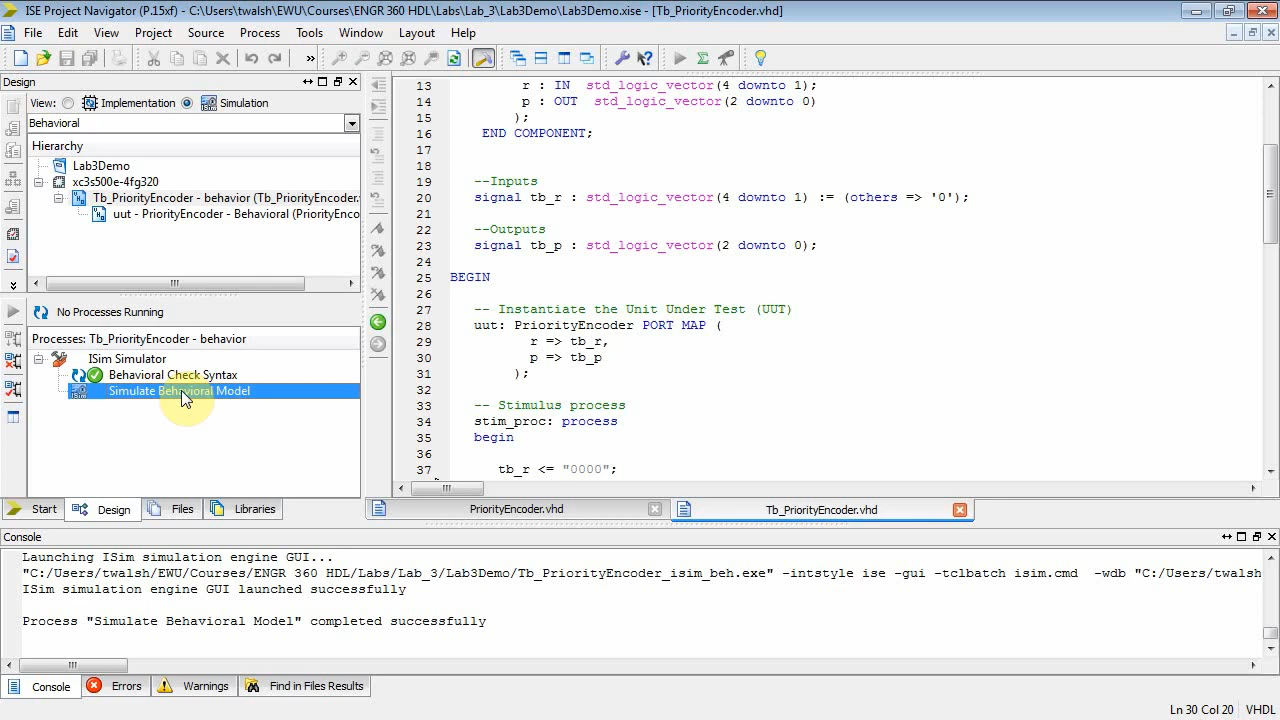 ISE Project Navigator (P.15xf) - C:\Users\twalsh\EWU\Courses\ENGR 360 HDL\Labs\Lab_3\Lab3Demo\Lab3Demo.xise - [Tb_PriorityEncoder.vhd]
File Edit View Project Source Process Tools Window Layout Help
»
Design
View: Implementation Simulation
Behavioral
Hierarchy
Lab3Demo
xc3s500e-4fg320
Tb_PriorityEncoder - behavior (Tb_PriorityEncoder.
uut - PriorityEncoder - Behavioral (PriorityEnco
No Processes Running
Processes: Tb_PriorityEncoder - behavior
ISim Simulator
Behavioral Check Syntax
Simulate Behavioral Model
Start Design Files Libraries
13 r : IN std_logic_vector(4 downto 1);
14 p : OUT std_logic_vector(2 downto 0)
15 );
16 END COMPONENT;
17
18
19 --Inputs
20 signal tb_r : std_logic_vector(4 downto 1) := (others => '0');
21
22 --Outputs
23 signal tb_p : std_logic_vector(2 downto 0);
24
25 BEGIN
26
27 -- Instantiate the Unit Under Test (UUT)
28 uut: PriorityEncoder PORT MAP (
29 r => tb_r,
30 p => tb_p
31 );
32
33 -- Stimulus process
34 stim_proc: process
35 begin
36
37 tb_r <= "0000";
PriorityEncoder.vhd Tb_PriorityEncoder.vhd
Console
Launching ISim simulation engine GUI...
"C:/Users/twalsh/EWU/Courses/ENGR 360 HDL/Labs/Lab_3/Lab3Demo/Tb_PriorityEncoder_isim_beh.exe" -intstyle ise -gui -tclbatch isim.cmd -wdb "C:/Users/twalsh
ISim simulation engine GUI launched successfully
Process "Simulate Behavioral Model" completed successfully
Console Errors Warnings Find in Files Results
Ln 30 Col 20 VHDL